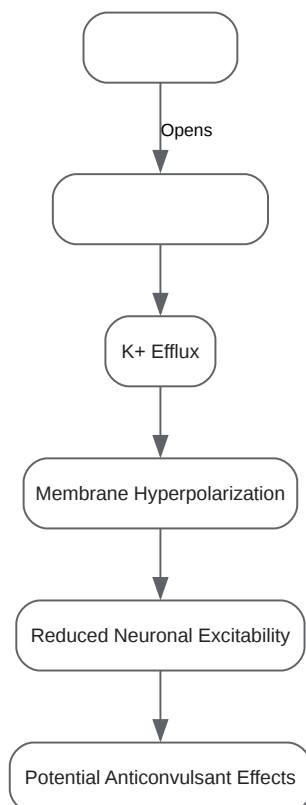 Opens
K+ Efflux
Membrane Hyperpolarization
Reduced Neuronal Excitability
Potential Anticonvulsant Effects